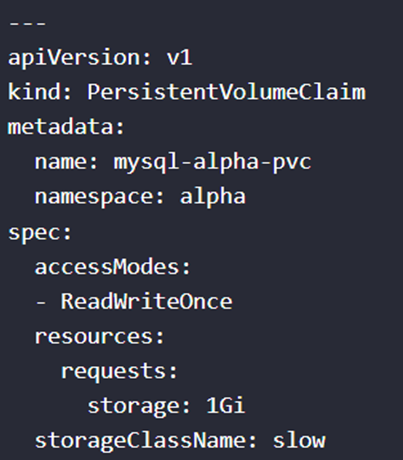 ---
apiVersion: v1
kind: PersistentVolumeClaim
metadata:
  name: mysql-alpha-pvc
  namespace: alpha
spec:
  accessModes:
  - ReadWriteOnce
  resources:
    requests:
      storage: 1Gi
  storageClassName: slow